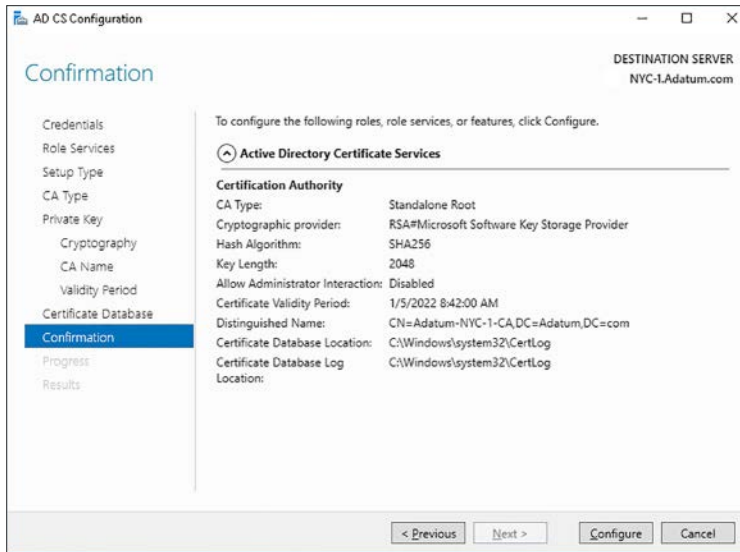 AD CS Configuration
Confirmation
DESTINATION SERVER
NYC-1.Adatum.com
Credentials
Role Services
Setup Type
CA Type
Private Key
Cryptography
CA Name
Validity Period
Certificate Database
Confirmation
Progress
Results
To configure the following roles, role services, or features, click Configure.
Active Directory Certificate Services
Certification Authority
CA Type: Standalone Root
Cryptographic provider: RSA#Microsoft Software Key Storage Provider
Hash Algorithm: SHA256
Key Length: 2048
Allow Administrator Interaction: Disabled
Certificate Validity Period: 1/5/2022 8:42:00 AM
Distinguished Name: CN=Adatum-NYC-1-CA,DC=Adatum,DC=com
Certificate Database Location: C:\Windows\system32\CertLog
Certificate Database Log C:\Windows\system32\CertLog
Location:
< Previous Next > Configure Cancel